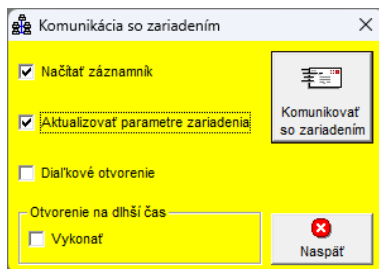 Komunikácia so zariadením
Načítať záznamník
Aktualizovať parametre zariadenia
Komunikovať
so zariadením
Diaľkové otvorenie
Otvorenie na dlhší čas
Vykonať
Naspäť